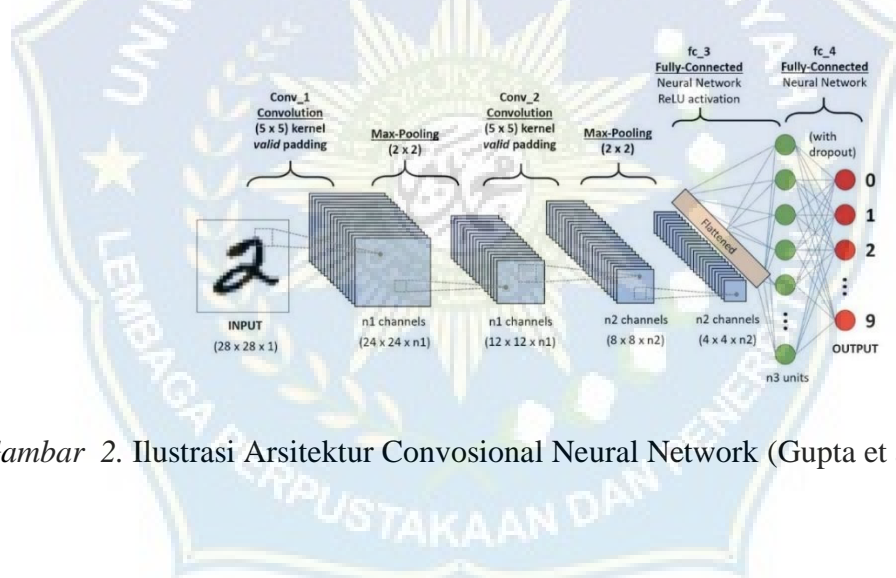 fc_3
Fully-Connected
Neural Network
ReLU activation
fc_4
Fully-Connected
Neural Network
Conv_1
Convolution
(5 x 5) kernel
valid padding
Max-Pooling
(2 x 2)
Conv_2
Convolution
(5 x 5) kernel
valid padding
Max-Pooling
(2 x 2)
(with
dropout)
2
Flattened
0
1
2
9
INPUT
(28 x 28 x 1)
n1 channels
(24 x 24 x n1)
n1 channels
(12 x 12 x n1)
n2 channels
(8 x 8 x n2)
n2 channels
(4 x 4 x n2)
n3 units
OUTPUT
2. Ilustrasi Arsitektur Convosional Neural Network (Gupta et
LEMBAGA PERPUSTAKAAN DAN